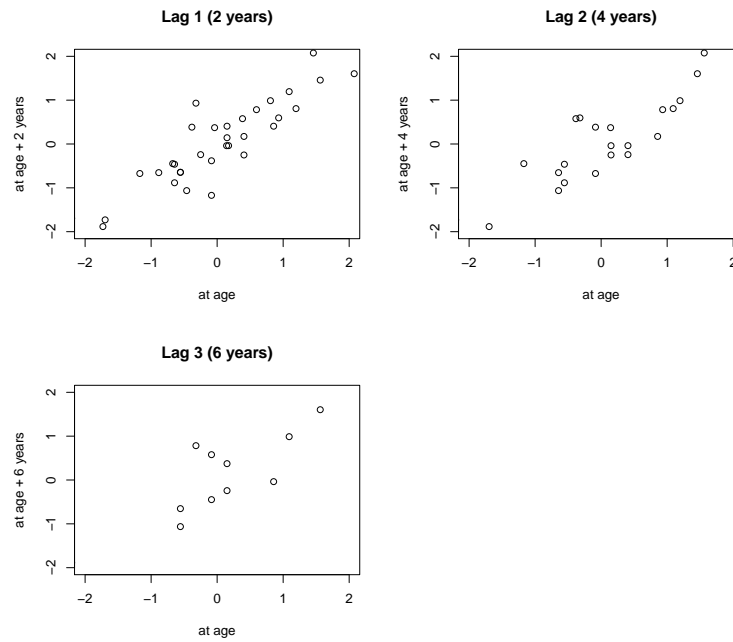 Lag 1 (2 years)
at age + 2 years
2
1
0
−1
−2
−2 −1 0 1 2
at age
Lag 2 (4 years)
at age + 4 years
2
1
0
−1
−2
−2 −1 0 1 2
at age
Lag 3 (6 years)
at age + 6 years
2
1
0
−1
−2
−2 −1 0 1 2
at age